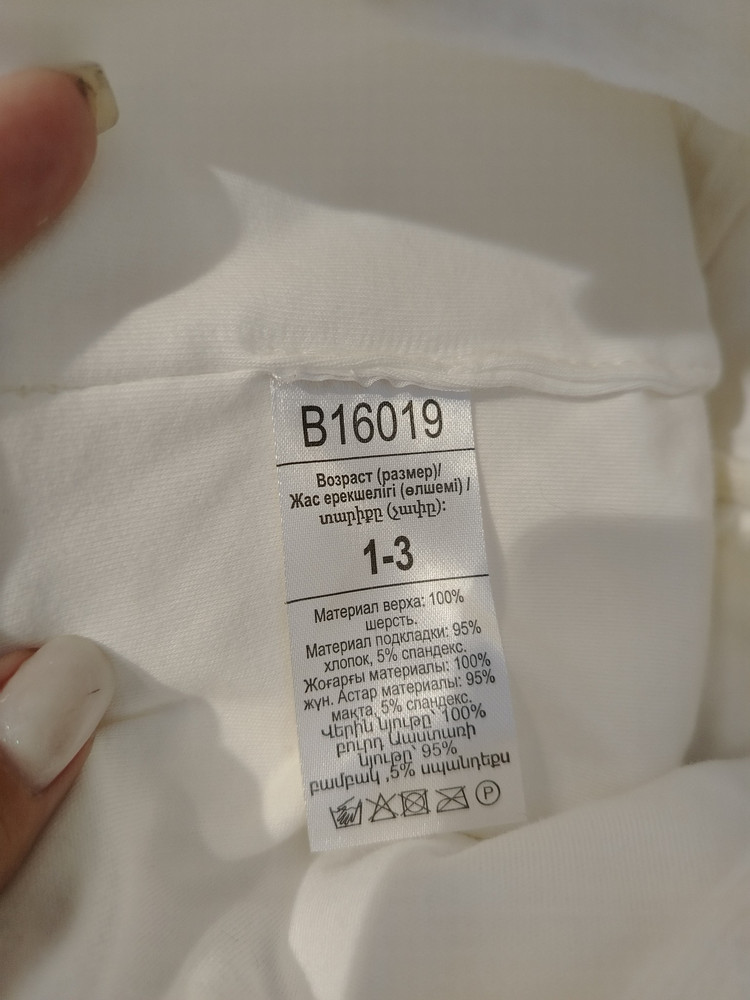 B16019
Возраст (размер)/
Жас ерекшелігі (өлшемі) /
տարիքը (չափը):
1-3
Материал верха: 100%
шерсть.
Материал подкладки: 95%
хлопок, 5% спандекс.
Жоғарғы материалы: 100%
жүн. Астар материалы: 95%
мақта, 5% спандекс.
Վերին նյութը՝ 100%
բուրդ Աաստառի
նյութը՝ 95%
բամբակ ,5% սպանդեքս
P